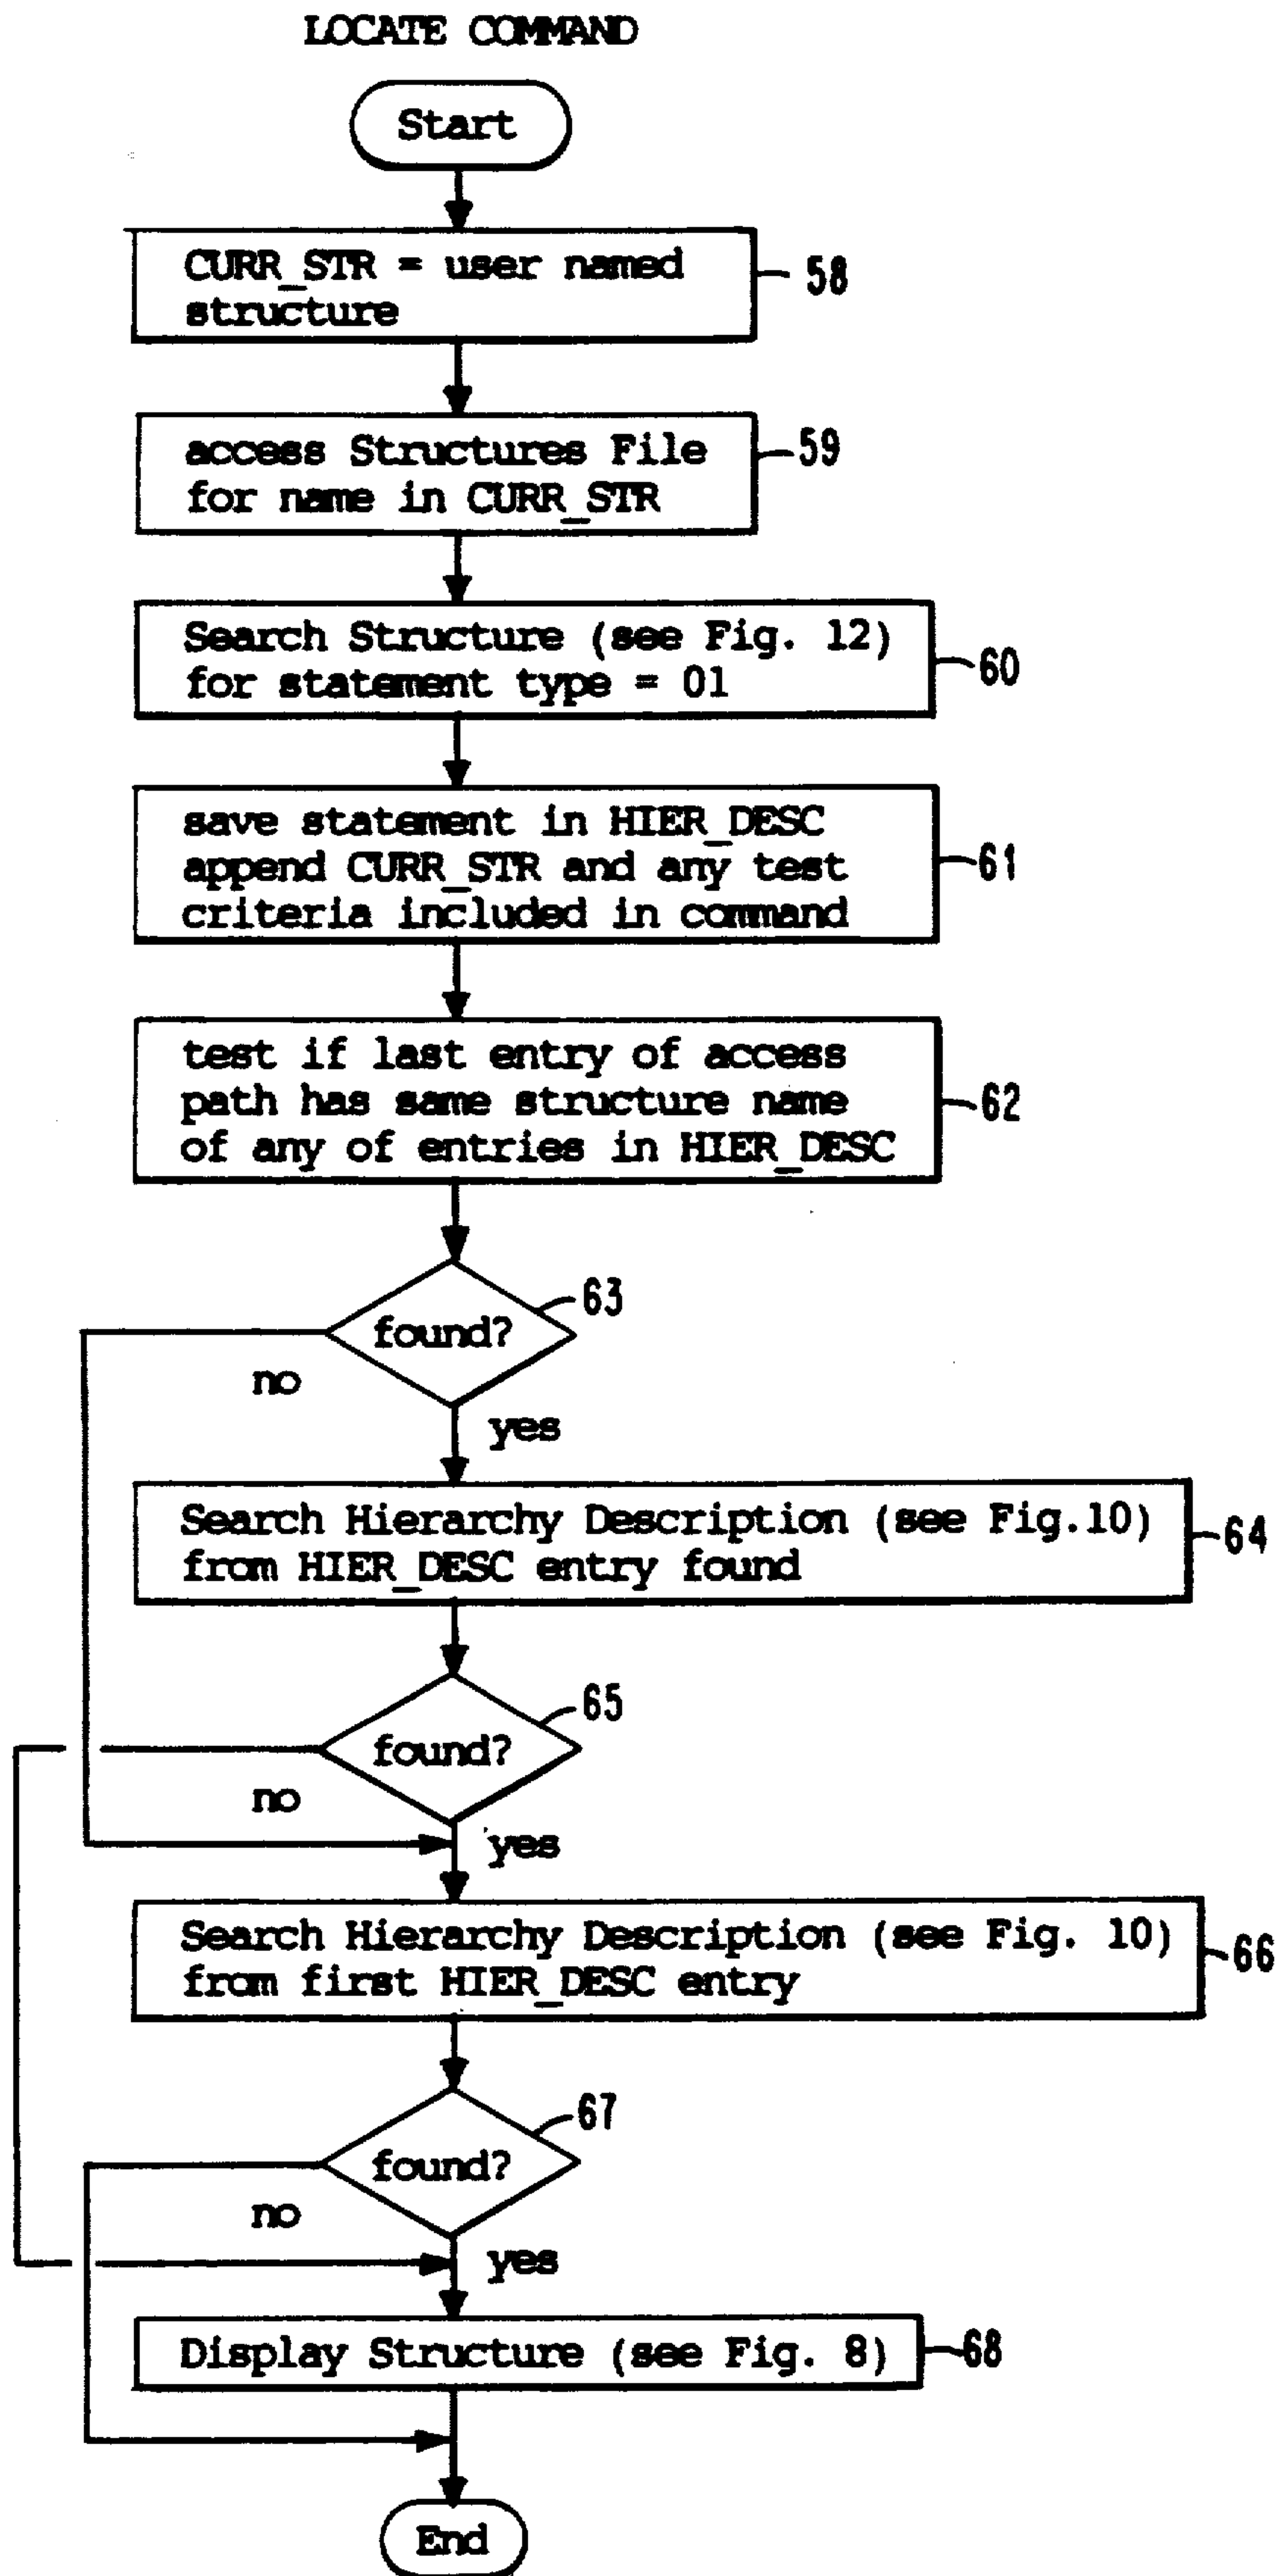 LOCATE COMMAND
Start
CURR_STR = user named
structure
58
access Structures File
for name in CURR_STR
59
Search Structure (see Fig. 12)
for statement type = 01
60
save statement in HIER_DESC
append CURR_STR and any test
criteria included in command
61
test if last entry of access
path has same structure name
of any of entries in HIER_DESC
62
63
found?
no
yes
Search Hierarchy Description (see Fig.10)
from HIER_DESC entry found
64
65
found?
no
yes
Search Hierarchy Description (see Fig. 10)
from first HIER_DESC entry
66
67
found?
no
yes
Display Structure (see Fig. 8)
68
End